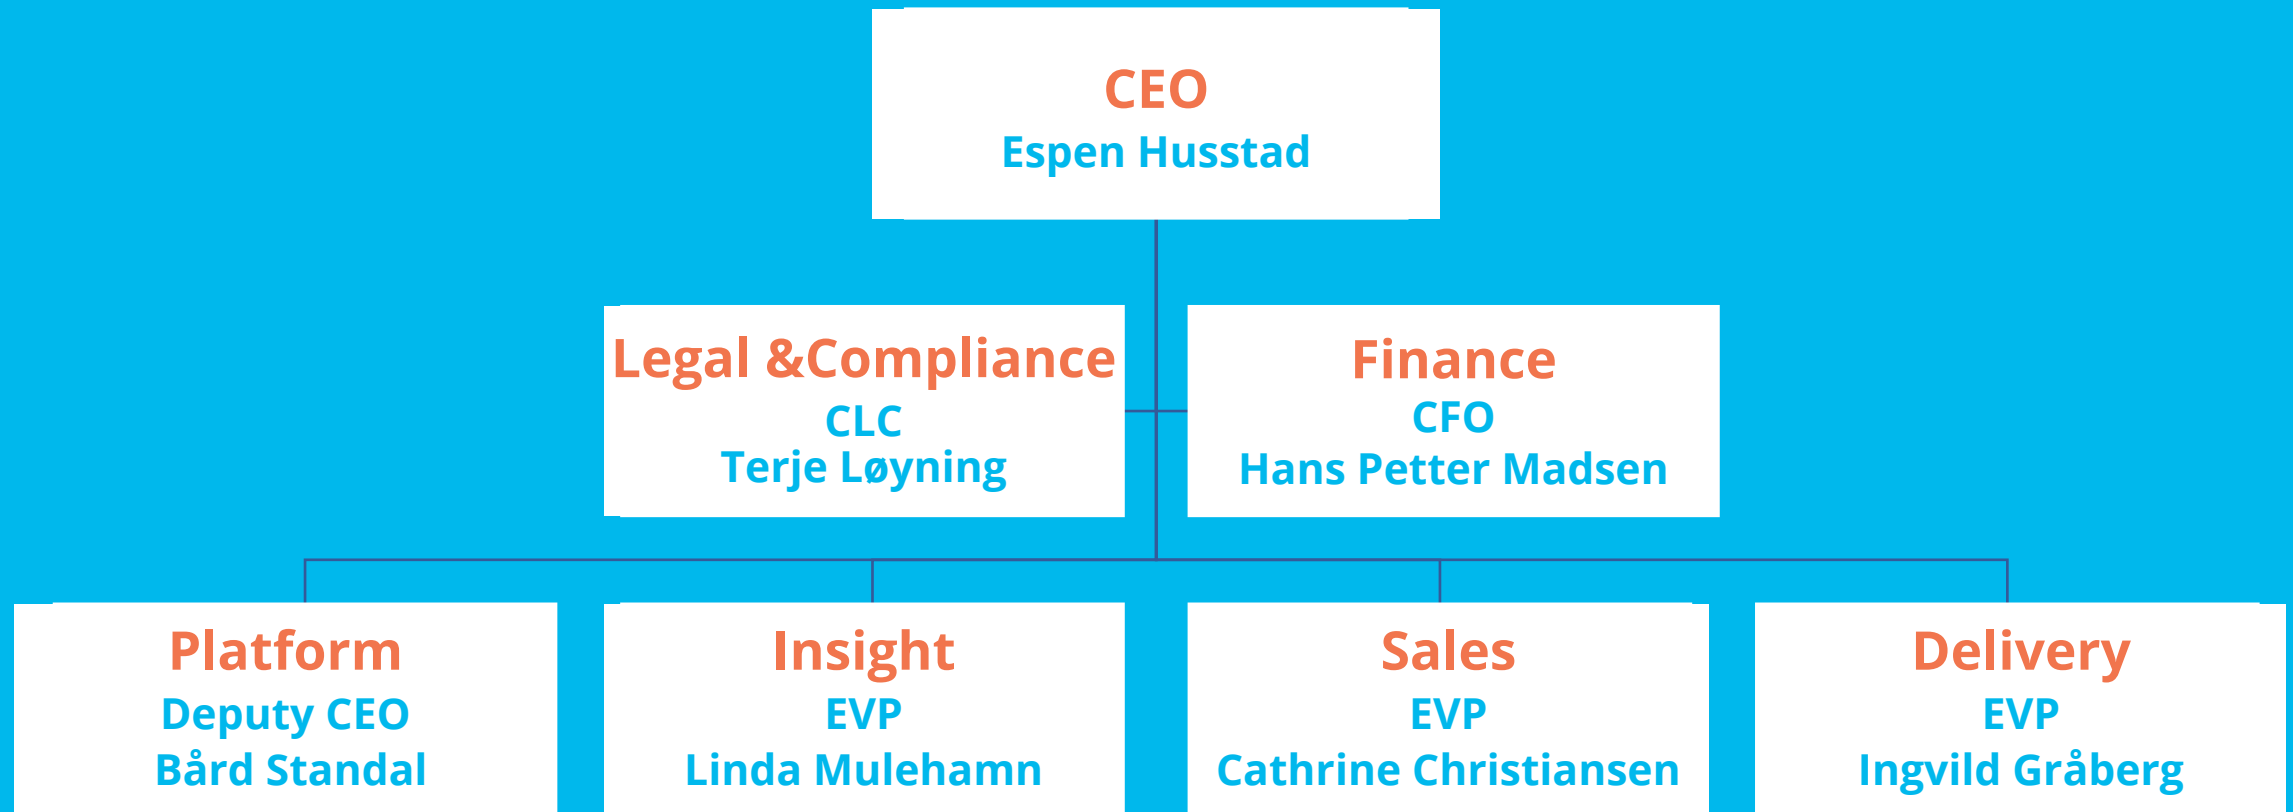 CEO
Espen Husstad
Legal &Compliance
CLC
Terje Løyning
Finance
CFO
Hans Petter Madsen
Platform
Deputy CEO
Bård Standal
Insight
EVP
Linda Mulehamn
Sales
EVP
Cathrine Christiansen
Delivery
EVP
Ingvild Gråberg